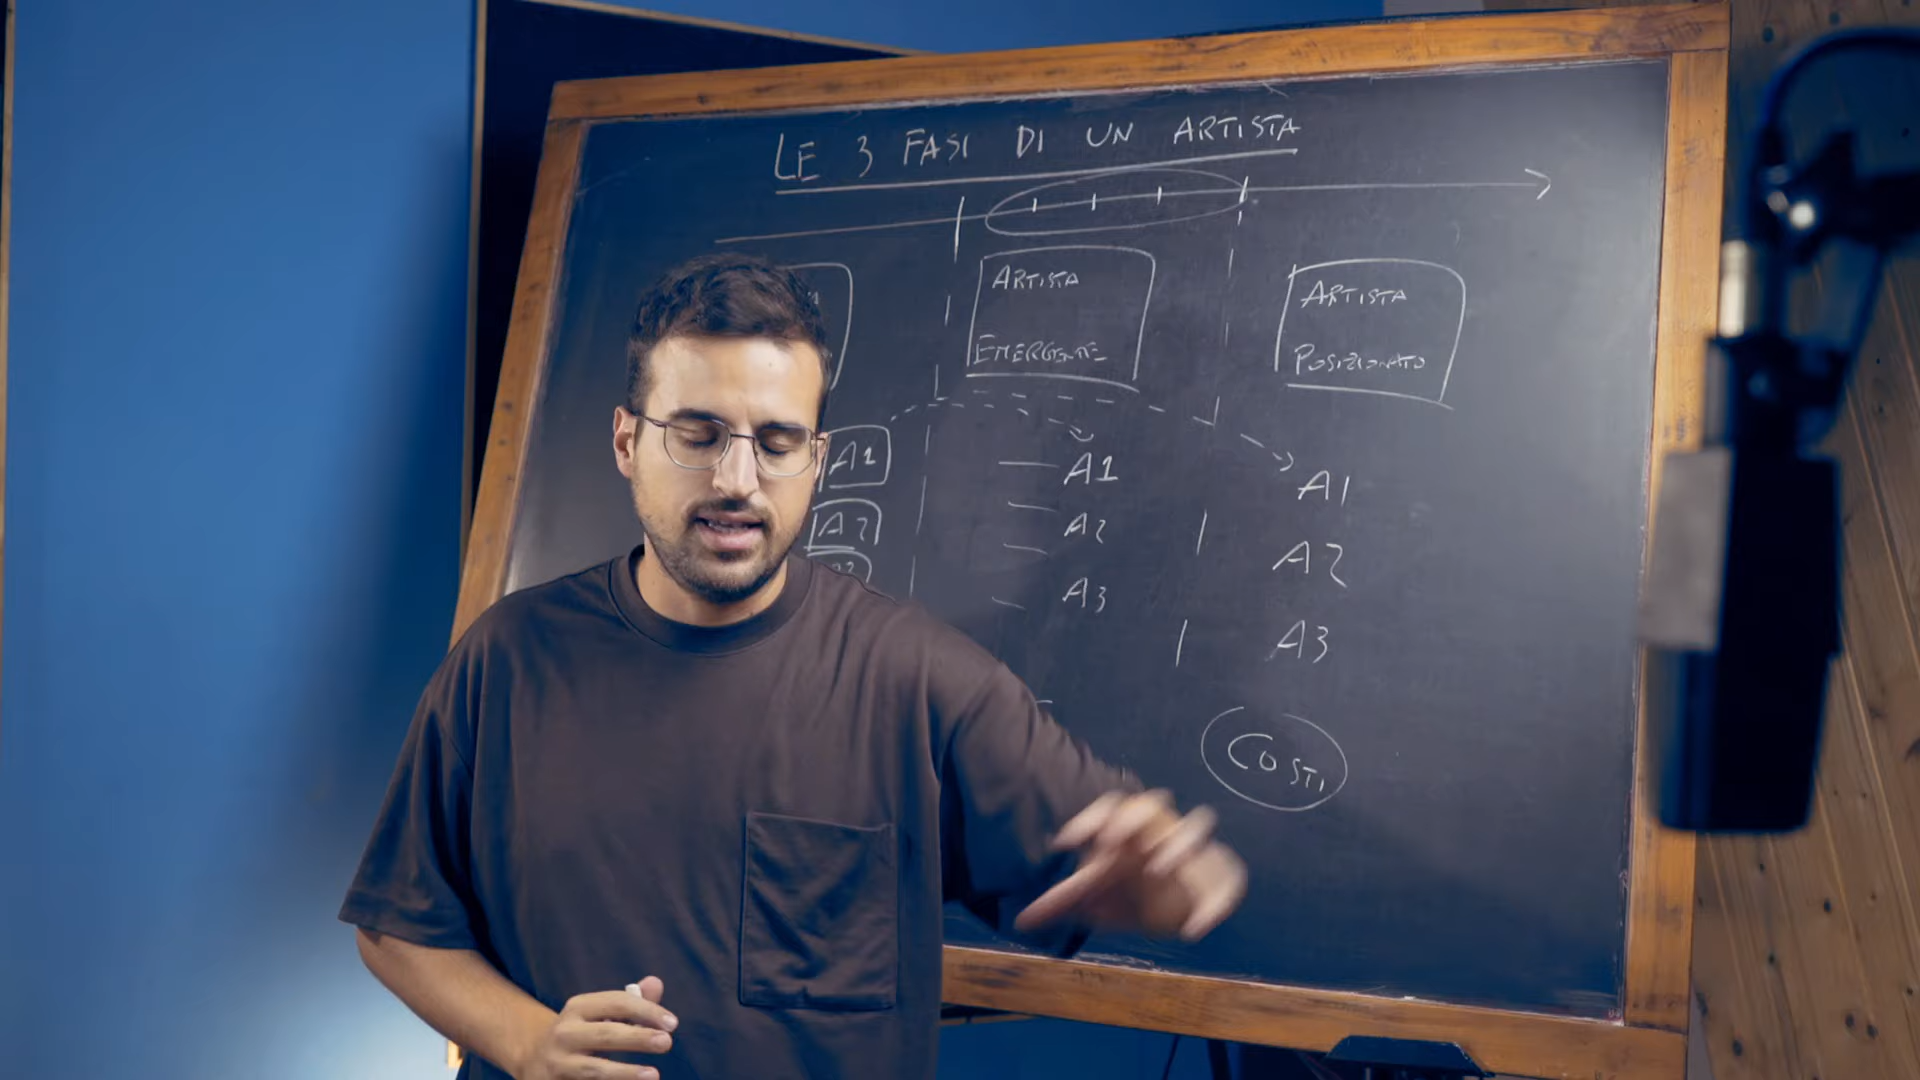 LE 3 FASI DI UN ARTISTA
ARTISTA
EMERGENTE
ARTISTA
POSIZIONATO
A1
A2
A1
A2
A3
A1
A2
A3
COSTI